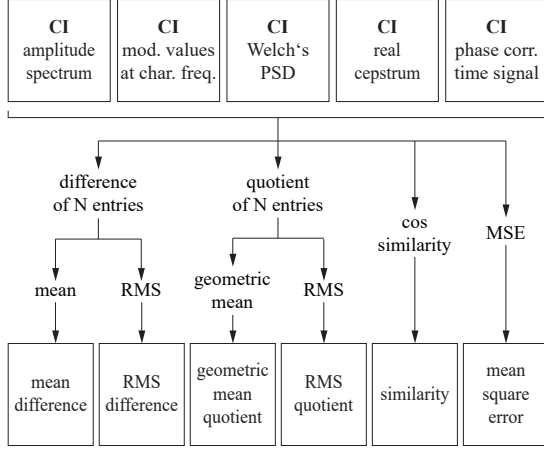 CI
amplitude
spectrum
CI
mod. values
at char. freq.
CI
Welch‘s
PSD
CI
real
cepstrum
CI
phase corr.
time signal
difference
of N entries
quotient
of N entries
cos
similarity
MSE
mean
RMS
geometric
mean
RMS
mean
difference
RMS
difference
geometric
mean
quotient
RMS
quotient
similarity
mean
square
error